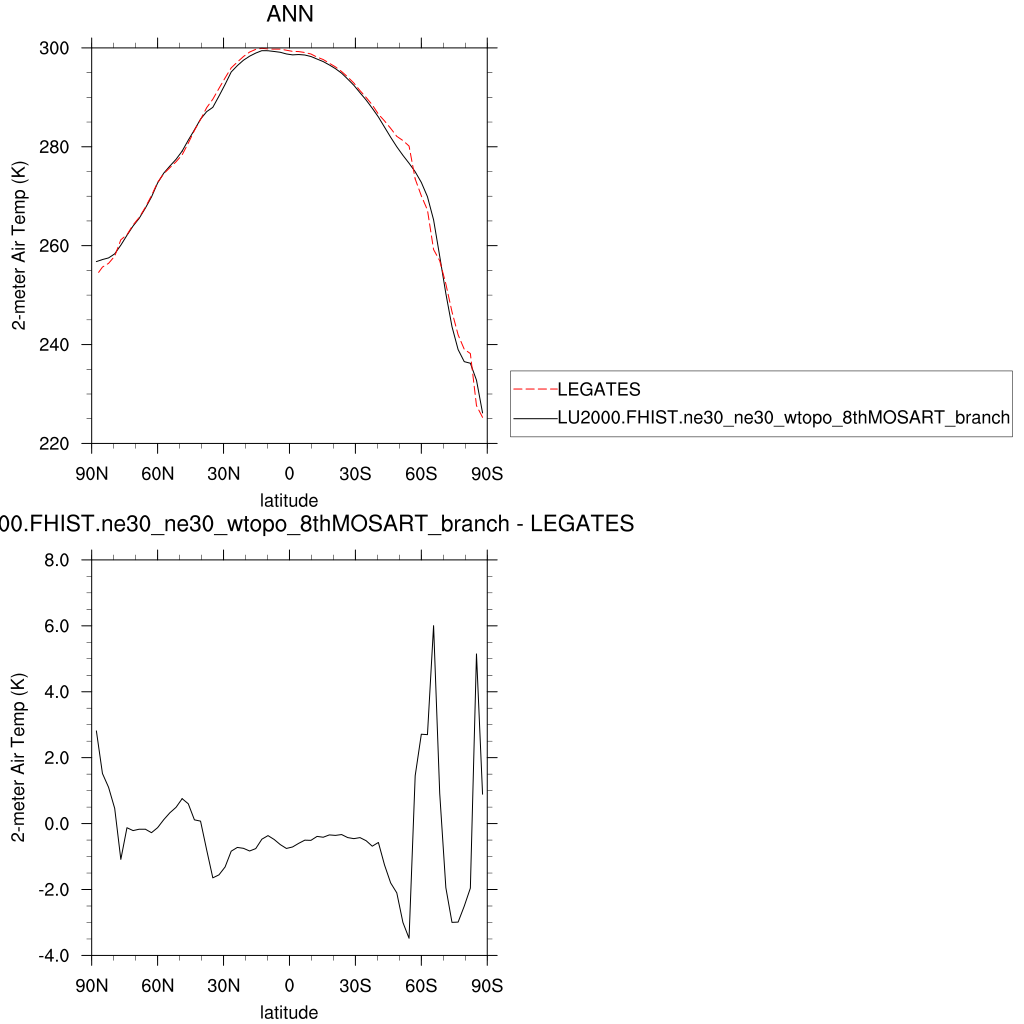 ANN
300
280
260
240
220
2-meter Air Temp (K)
90N 60N 30N 0 30S 60S 90S
latitude
LEGATES
LU2000.FHIST.ne30_ne30_wtopo_8thMOSART_branch
00.FHIST.ne30_ne30_wtopo_8thMOSART_branch - LEGATES
8.0
6.0
4.0
2.0
0.0
-2.0
-4.0
2-meter Air Temp (K)
90N 60N 30N 0 30S 60S 90S
latitude